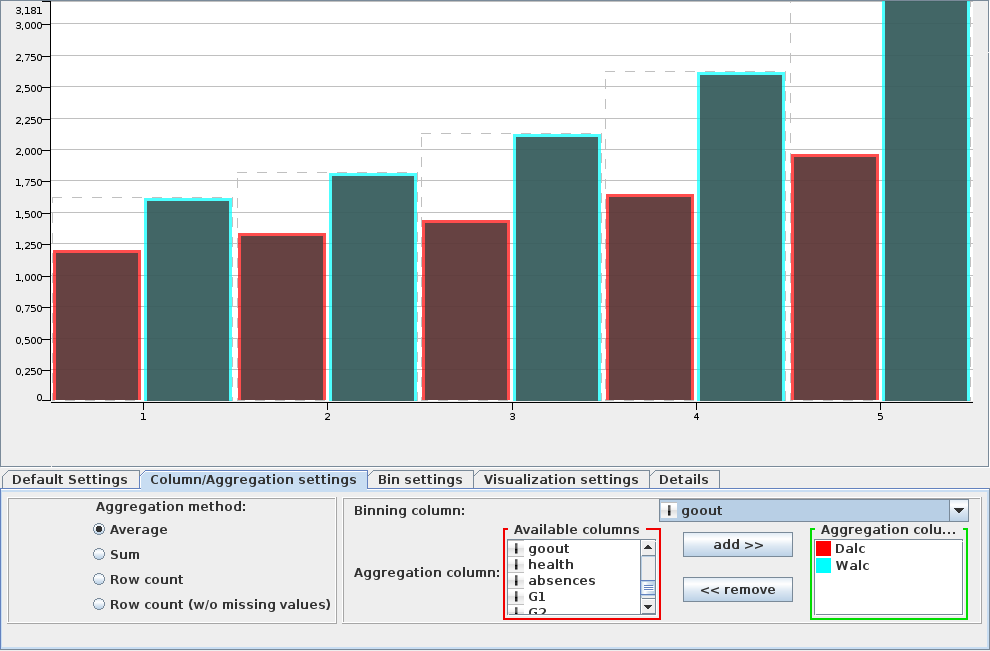 3,181
3,000
2,750
2,500
2,250
2,000
1,750
1,500
1,250
1,000
0,750
0,500
0,250
0
1 2 3 4 5
Default Settings Column/Aggregation settings Bin settings Visualization settings Details
Aggregation method:
Average
Sum
Row count
Row count (w/o missing values)
Binning column:
goout
Aggregation column:
Available columns
goout
health
absences
G1
G2
add >>
<< remove
Aggregation colu...
Dalc
Walc